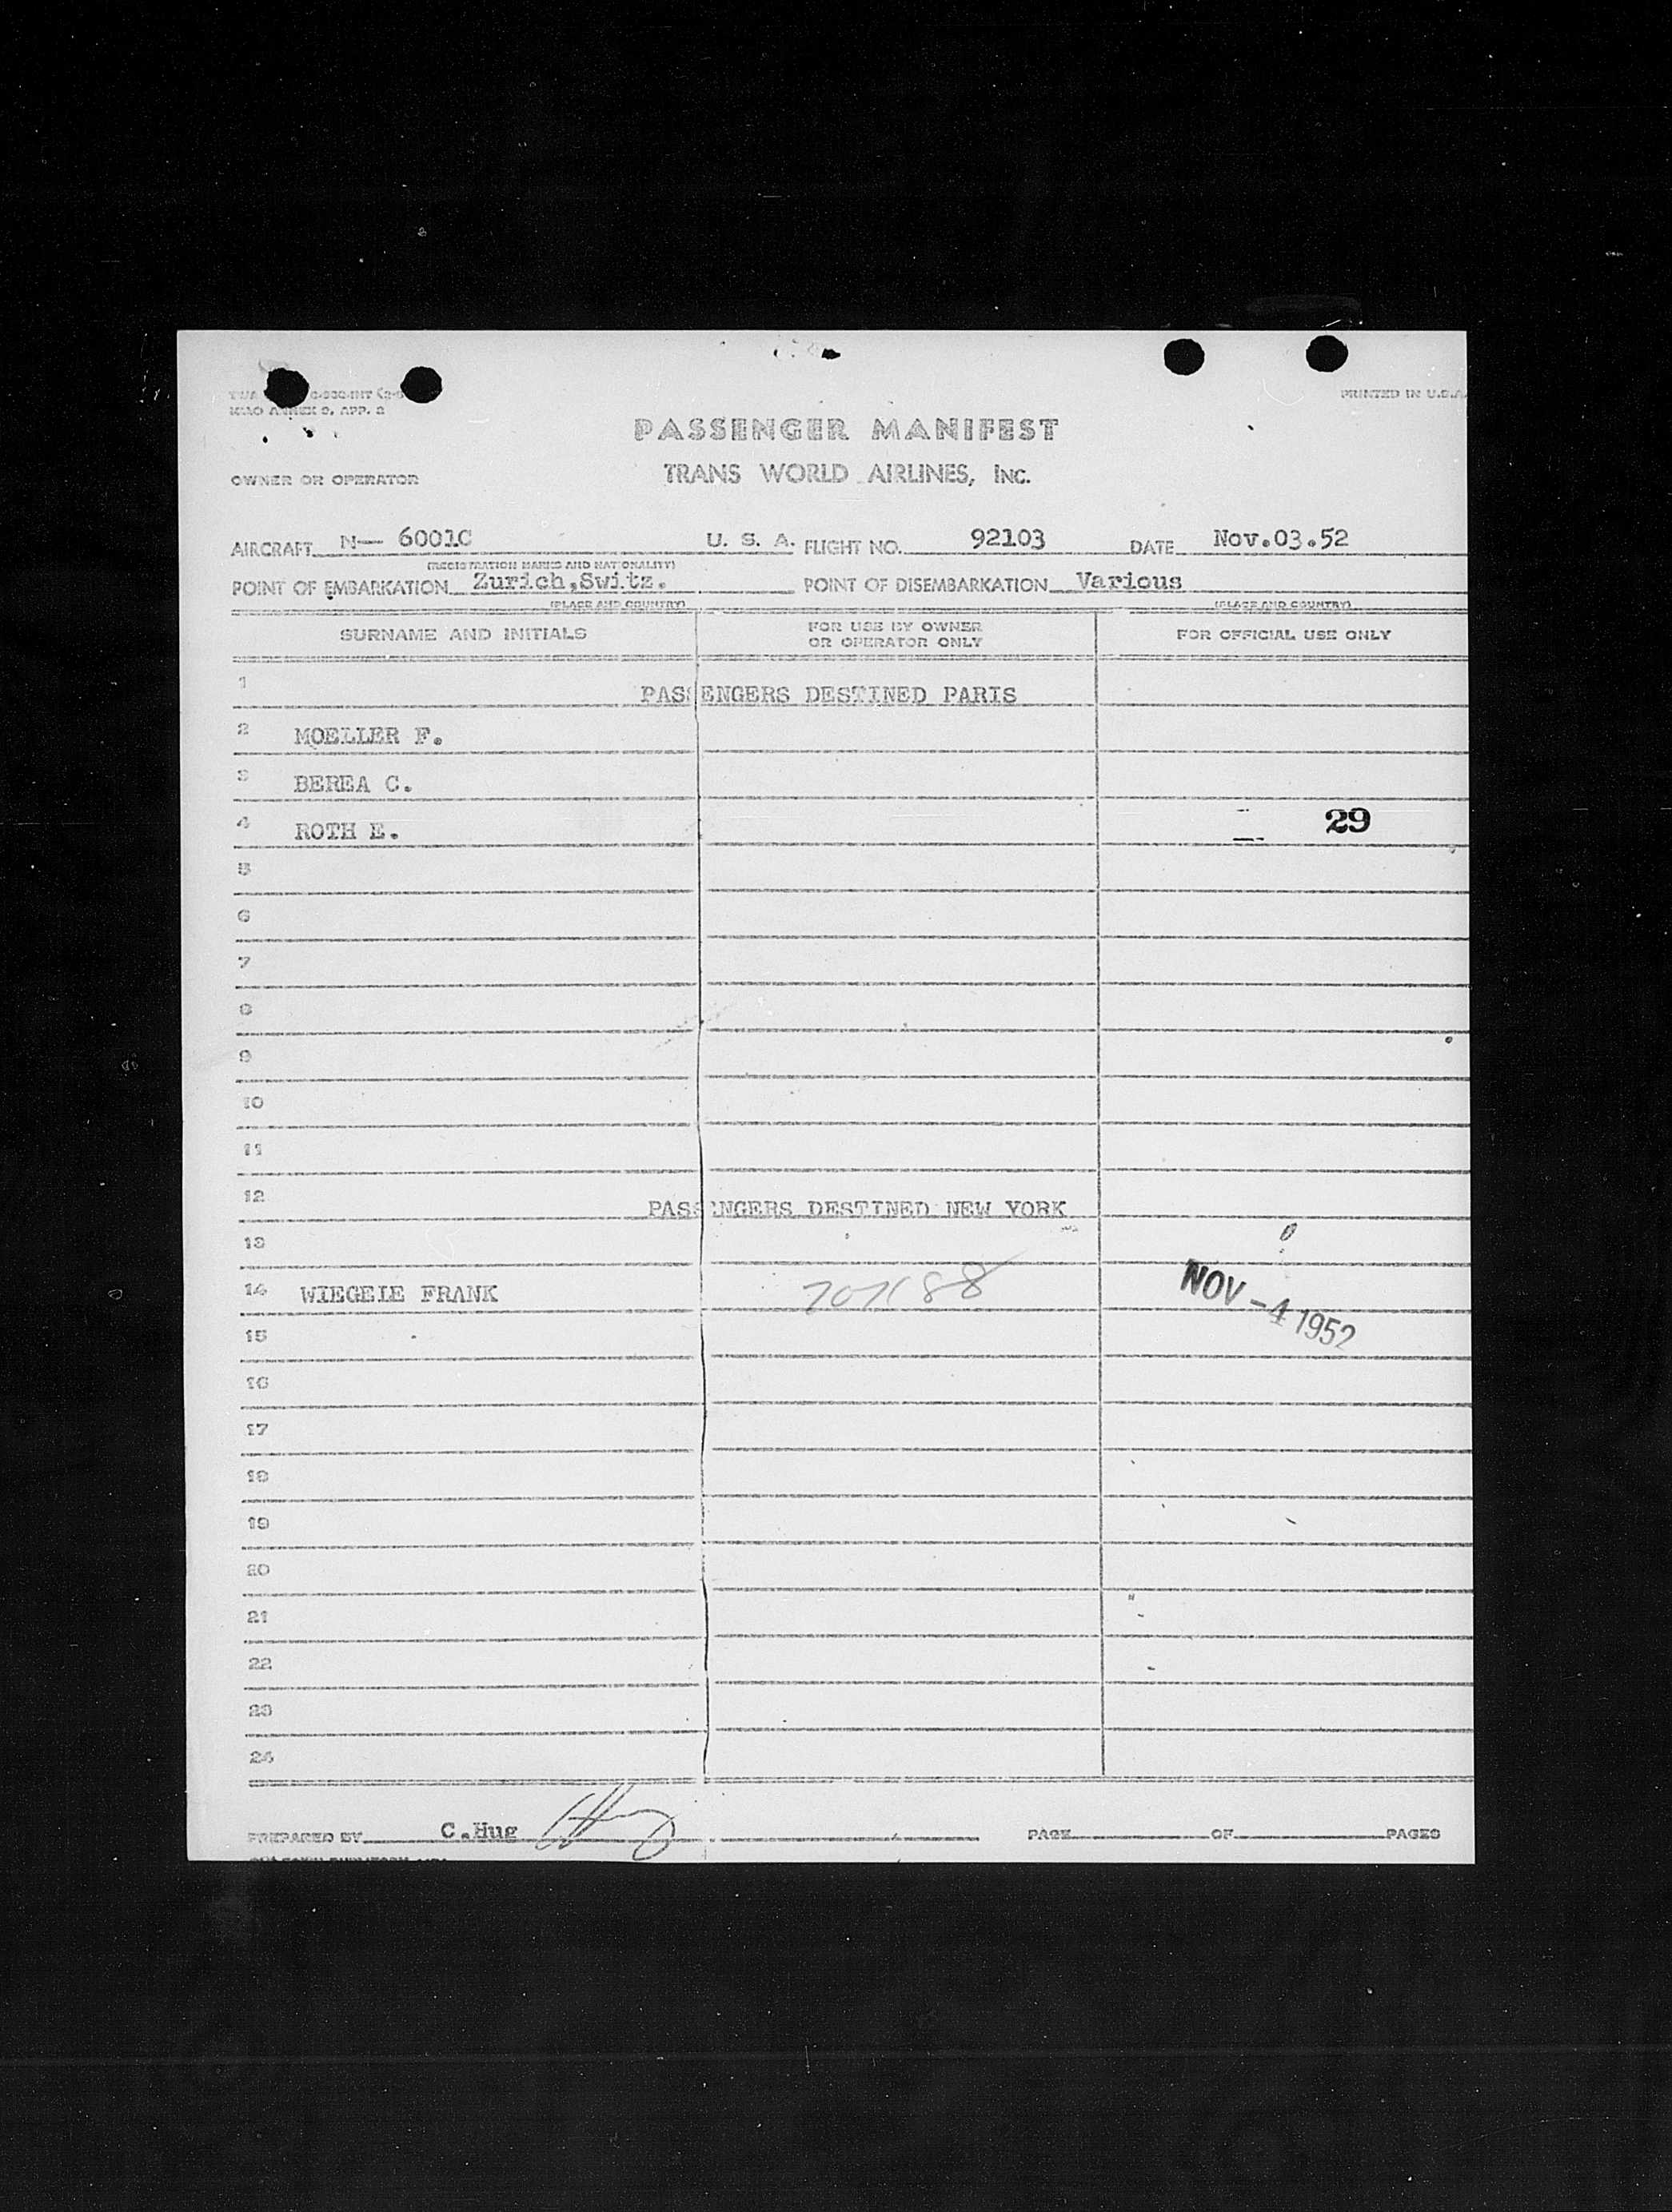 PRINTED IN U.S.A.
ICAO ANNEX 9, APP. 2
PASSENGER MANIFEST
OWNER OR OPERATOR TRANS WORLD AIRLINES, INC.
AIRCRAFT N— 6001C U. S. A. FLIGHT NO. 92103 DATE Nov.03.52
(REGISTRATION MARKS AND NATIONALITY)
POINT OF EMBARKATION Zurich,Switz. POINT OF DISEMBARKATION Various
(PLACE AND COUNTRY) (PLACE AND COUNTRY)
SURNAME AND INITIALS FOR USE BY OWNER OR OPERATOR ONLY FOR OFFICIAL USE ONLY
1 PASSENGERS DESTINED PARIS
2 MOELLER F.
3 BEREA C.
4 ROTH E. 29
5
6
7
8
9
10
11
12 PASSENGERS DESTINED NEW YORK
13
14 WIEGELE FRANK NOV -4 1952
15
16
17
18
19
20
21
22
23
24
PREPARED BY C.Hug PAGE OF PAGES